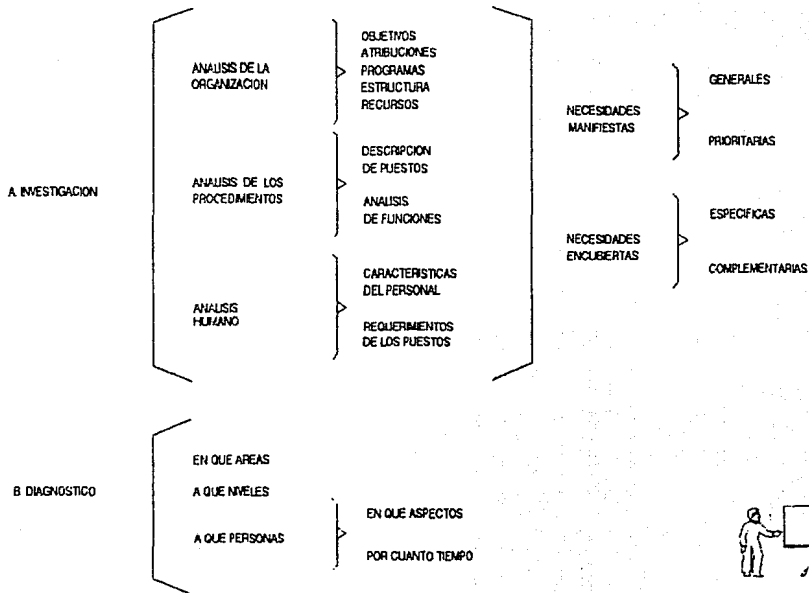 A. INVESTIGACION
ANALISIS DE LA
ORGANIZACION
OBJETIVOS
ATRIBUCIONES
PROGRAMAS
ESTRUCTURA
RECURSOS
ANALISIS DE LOS
PROCEDIMIENTOS
DESCRIPCION
DE PUESTOS
ANALISIS
DE FUNCIONES
ANALISIS
HUMANO
CARACTERISTICAS
DEL PERSONAL
REQUERIMIENTOS
DE LOS PUESTOS
NECESIDADES
MANIFIESTAS
GENERALES
PRIORITARIAS
NECESIDADES
ENCUBIERTAS
ESPECIFICAS
COMPLEMENTARIAS
B. DIAGNOSTICO
EN QUE AREAS
A QUE NIVELES
A QUE PERSONAS
EN QUE ASPECTOS
POR CUANTO TIEMPO